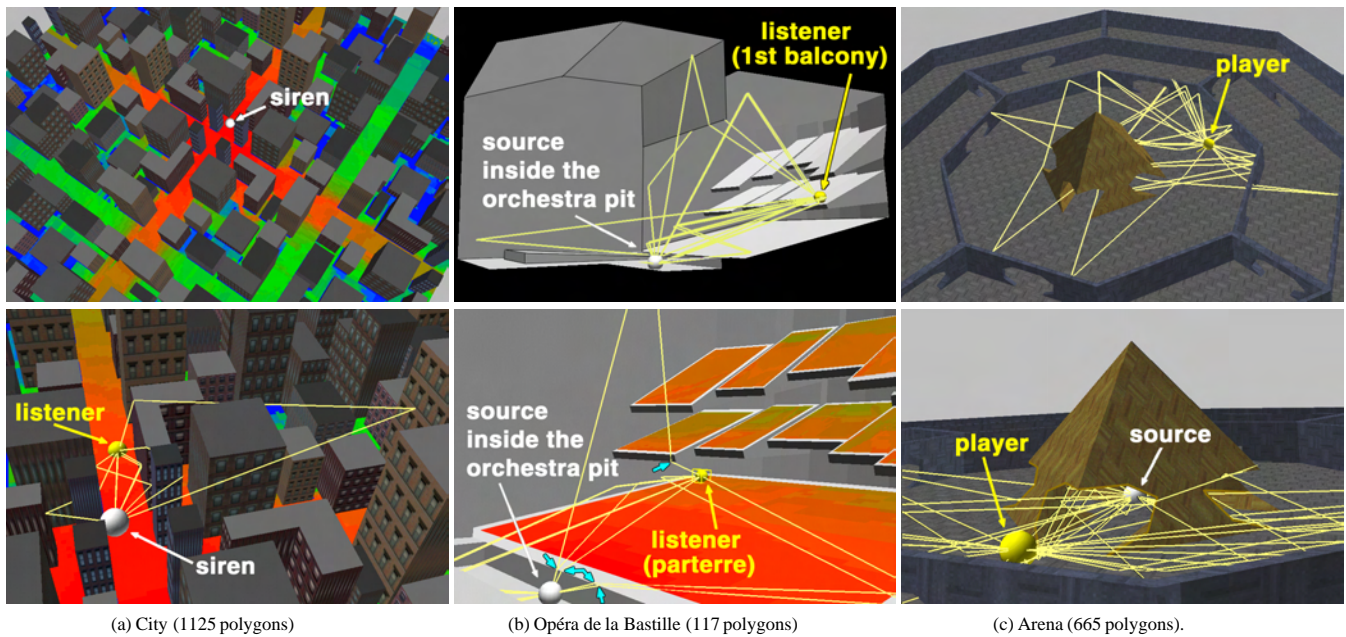 siren
listener
(1st balcony)
source
inside the
orchestra pit
player
listener
siren
source
inside the
orchestra pit
listener
(parterre)
player
source
(a) City (1125 polygons)
(b) Opéra de la Bastille (117 polygons)
(c) Arena (665 polygons).